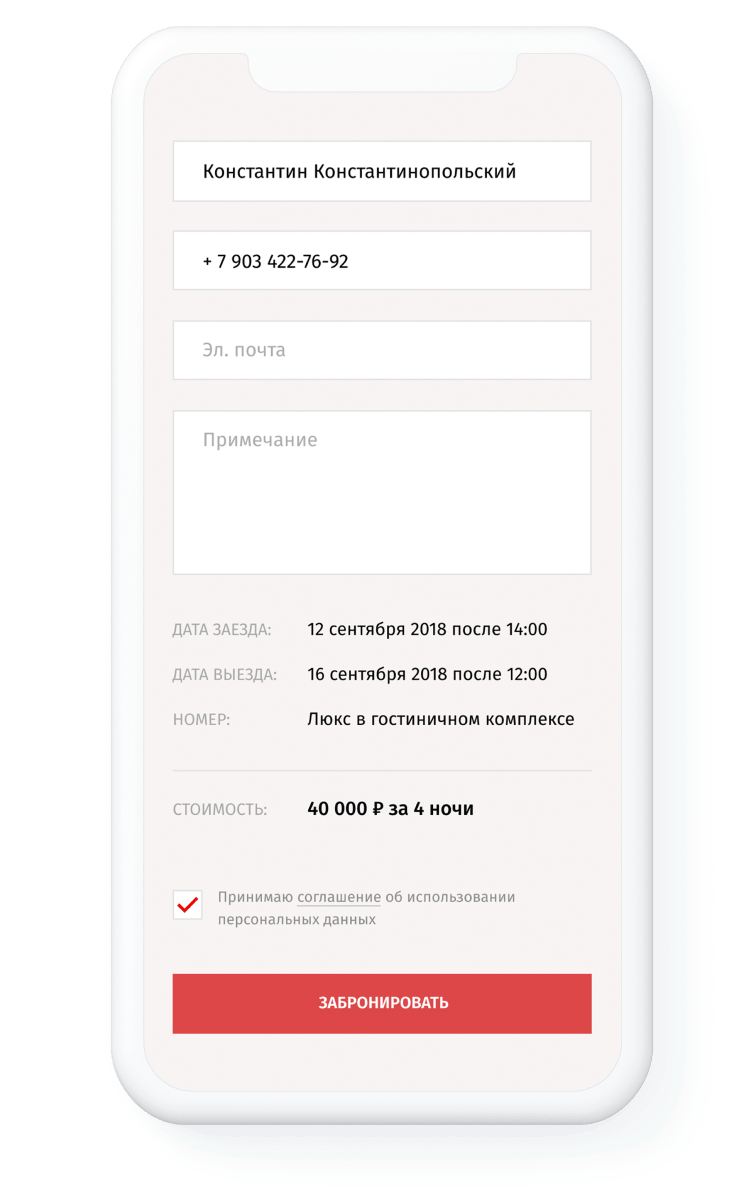 Константин Константинопольский
+ 7 903 422-76-92
Эл. почта
Примечание
ДАТА ЗАЕЗДА: 12 сентября 2018 после 14:00
ДАТА ВЫЕЗДА: 16 сентября 2018 после 12:00
НОМЕР: Люкс в гостиничном комплексе
СТОИМОСТЬ: 40 000 ₽ за 4 ночи
Принимаю соглашение об использовании
персональных данных
ЗАБРОНИРОВАТЬ